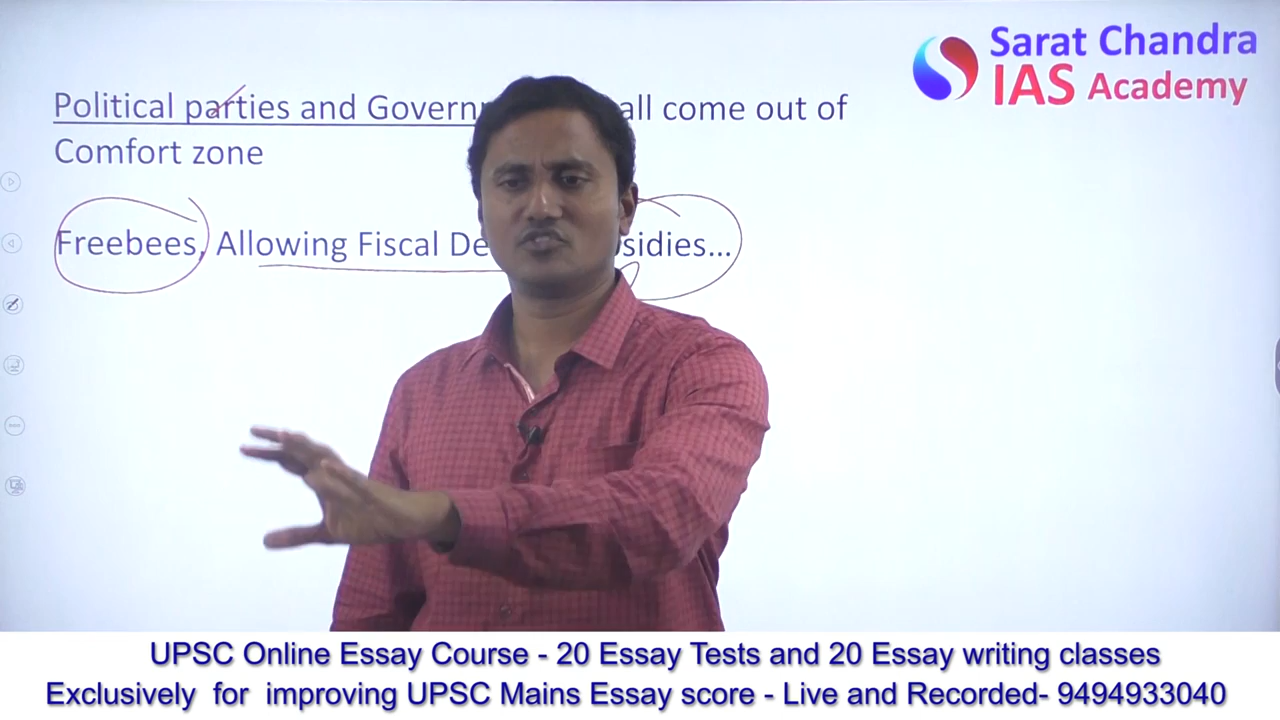 Sarat Chandra
IAS Academy
Political parties and Govern all come out of
Comfort zone
Freebees, Allowing Fiscal De sidies...
UPSC Online Essay Course - 20 Essay Tests and 20 Essay writing classes
Exclusively for improving UPSC Mains Essay score - Live and Recorded- 9494933040